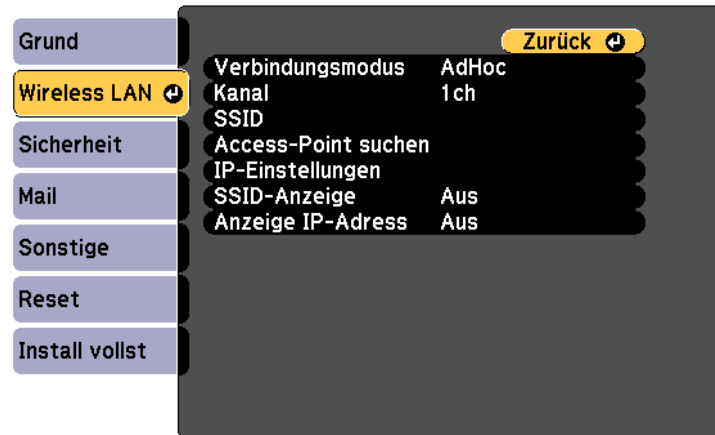 Grund
Wireless LAN
Sicherheit
Mail
Sonstige
Reset
Install vollst
Zurück
Verbindungsmodus AdHoc
Kanal 1ch
SSID
Access-Point suchen
IP-Einstellungen
SSID-Anzeige Aus
Anzeige IP-Adress Aus